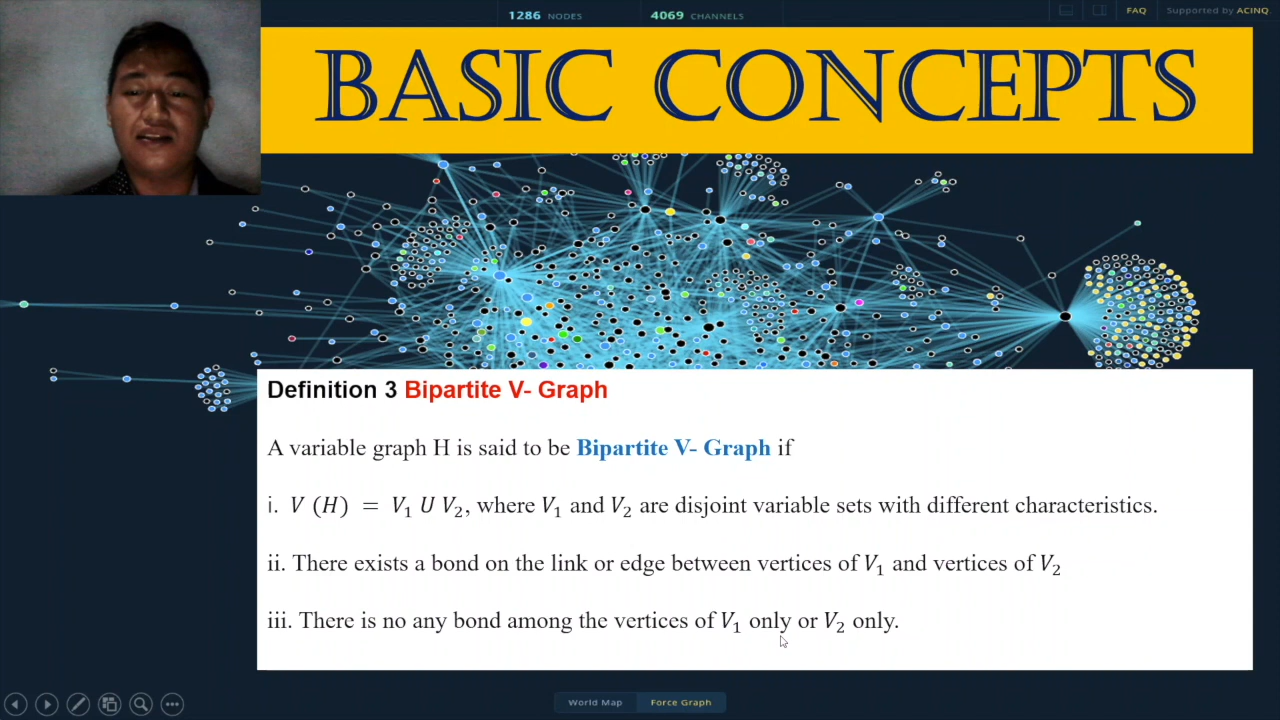 1286 NODES 4069 CHANNELS FAQ Supported by ACINQ
BASIC CONCEPTS
Definition 3 Bipartite V- Graph
A variable graph H is said to be Bipartite V- Graph if
i. V (H) = V₁ U V₂, where V₁ and V₂ are disjoint variable sets with different characteristics.
ii. There exists a bond on the link or edge between vertices of V₁ and vertices of V₂
iii. There is no any bond among the vertices of V₁ only or V₂ only.
World Map Force Graph